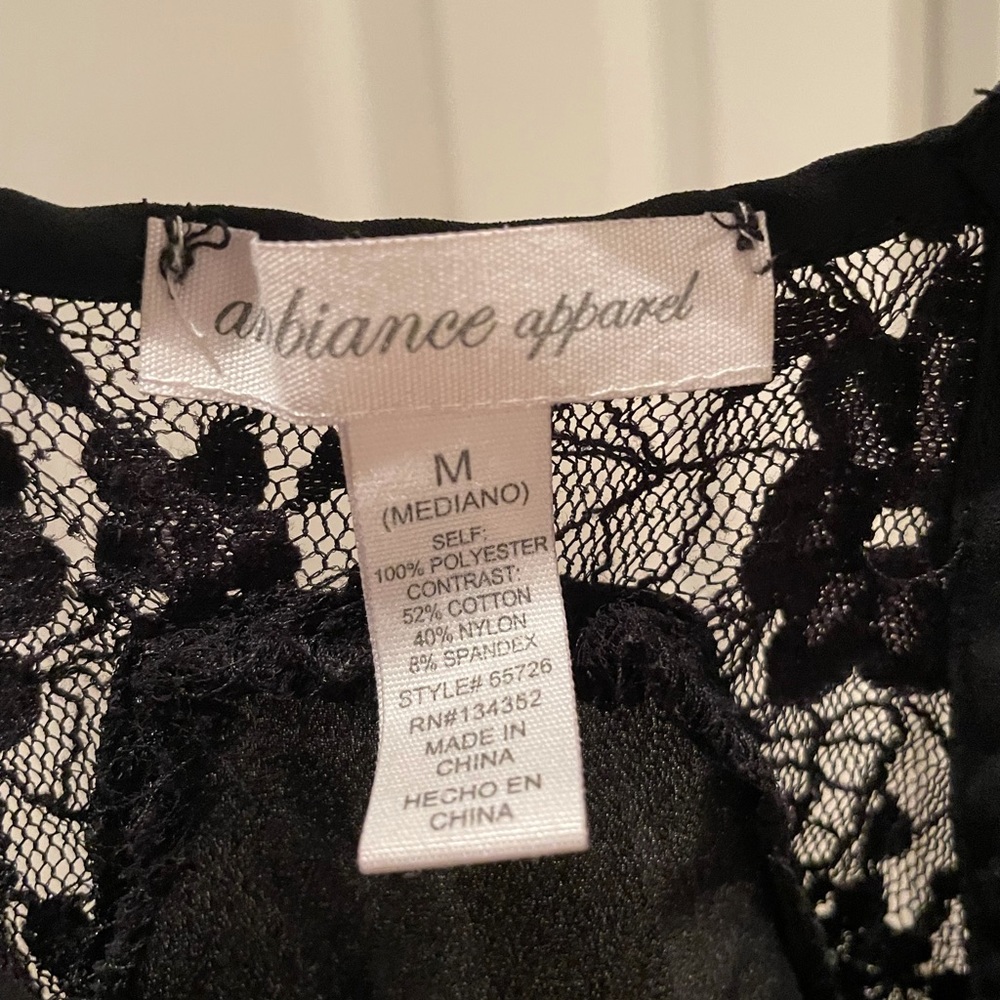 ambiance apparel
M
(MEDIANO)
SELF:
100% POLYESTER
CONTRAST:
52% COTTON
40% NYLON
8% SPANDEX
STYLE# 65726
RN#134352
MADE IN
CHINA
HECHO EN
CHINA